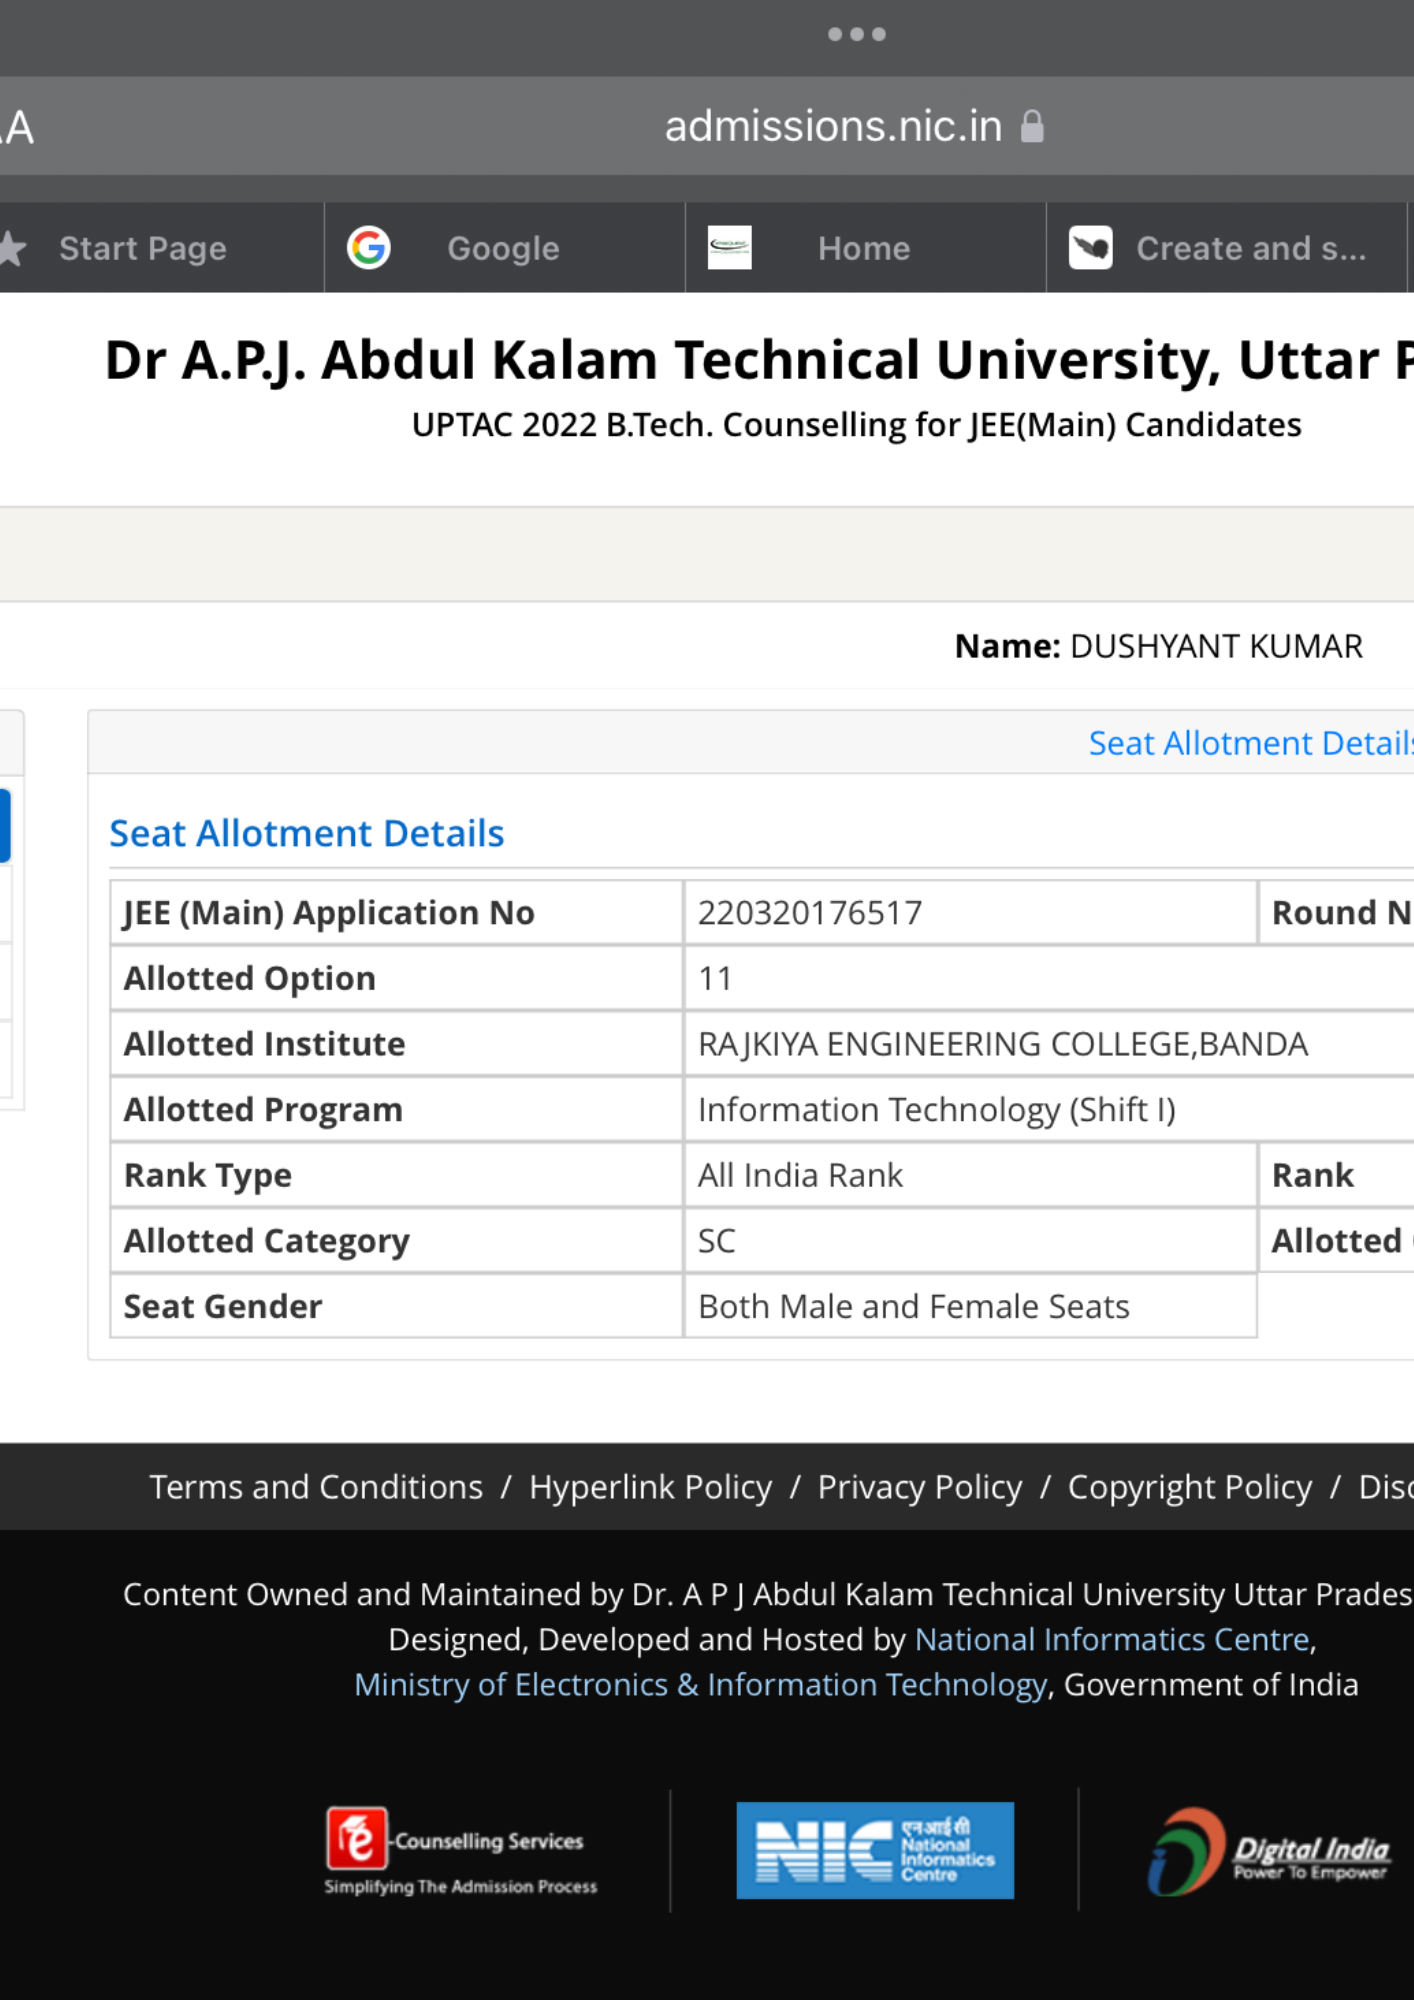 AA
admissions.nic.in
Start Page
Google
Home
Create and s...
Dr A.P.J. Abdul Kalam Technical University, Uttar P
UPTAC 2022 B.Tech. Counselling for JEE(Main) Candidates
Name: DUSHYANT KUMAR
Seat Allotment Details
Seat Allotment Details
JEE (Main) Application No 220320176517 Round N
Allotted Option 11
Allotted Institute RAJKIYA ENGINEERING COLLEGE,BANDA
Allotted Program Information Technology (Shift I)
Rank Type All India Rank Rank
Allotted Category SC Allotted
Seat Gender Both Male and Female Seats
Terms and Conditions / Hyperlink Policy / Privacy Policy / Copyright Policy / Disc
Content Owned and Maintained by Dr. A P J Abdul Kalam Technical University Uttar Prades
Designed, Developed and Hosted by National Informatics Centre,
Ministry of Electronics & Information Technology, Government of India
e-Counselling Services
Simplifying The Admission Process
NIC
एन आई सी
National
Informatics
Centre
Digital India
Power To Empower